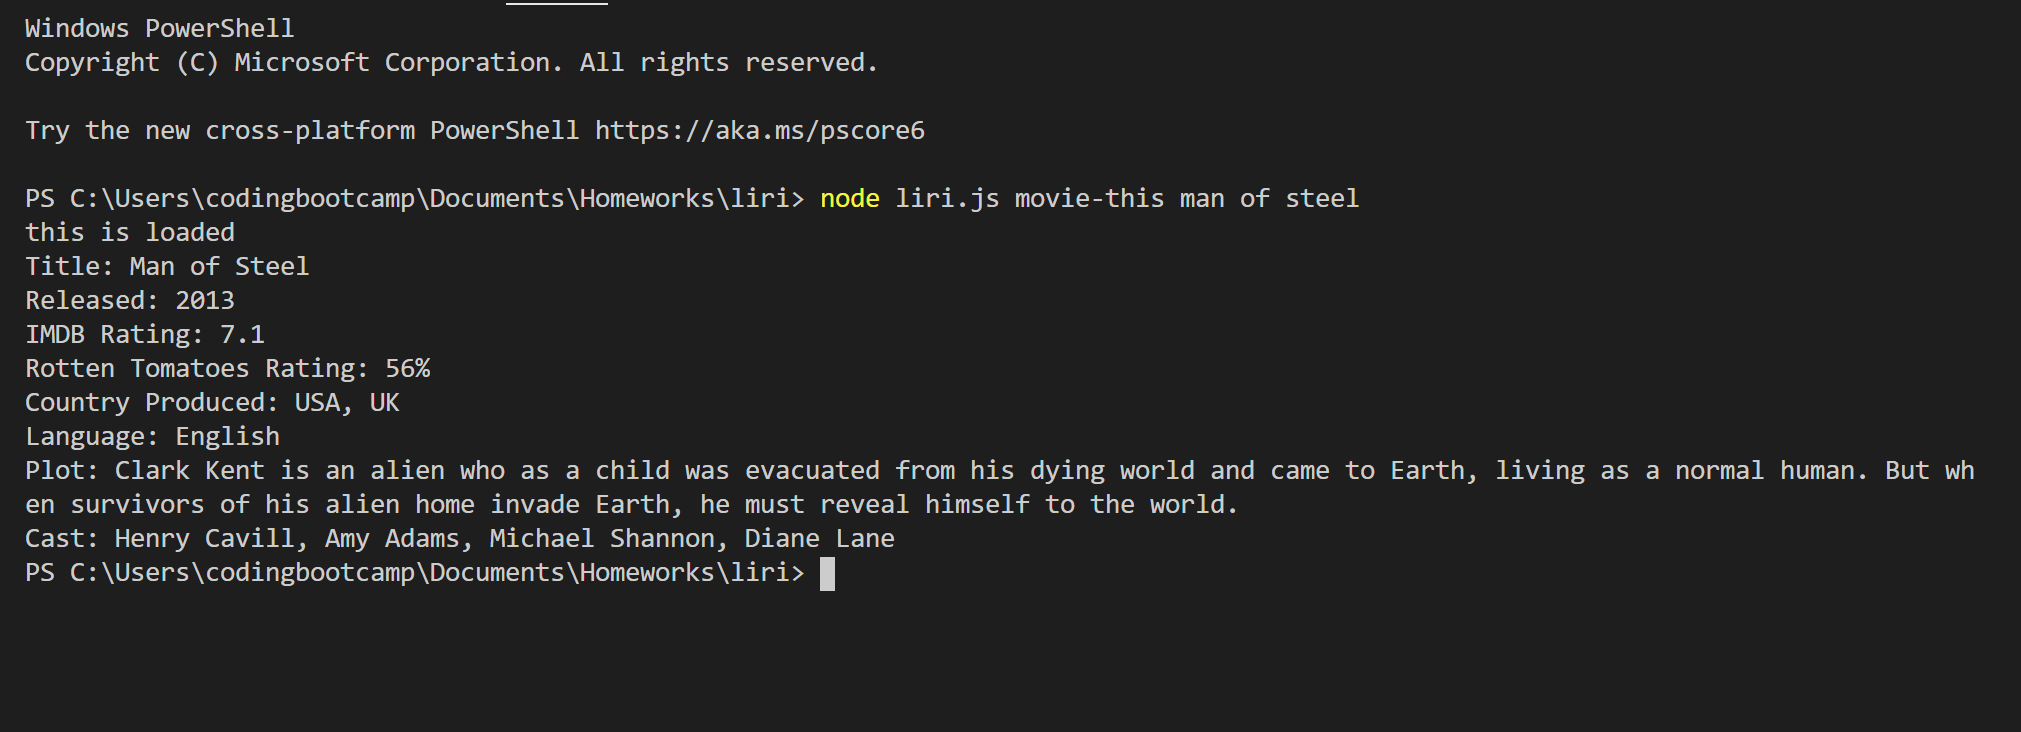 Windows PowerShell
Copyright (C) Microsoft Corporation. All rights reserved.
Try the new cross-platform PowerShell https://aka.ms/pscore6
PS C:\Users\codingbootcamp\Documents\Homeworks\liri> node liri.js movie-this man of steel
this is loaded
Title: Man of Steel
Released: 2013
IMDB Rating: 7.1
Rotten Tomatoes Rating: 56%
Country Produced: USA, UK
Language: English
Plot: Clark Kent is an alien who as a child was evacuated from his dying world and came to Earth, living as a normal human. But wh
en survivors of his alien home invade Earth, he must reveal himself to the world.
Cast: Henry Cavill, Amy Adams, Michael Shannon, Diane Lane
PS C:\Users\codingbootcamp\Documents\Homeworks\liri>